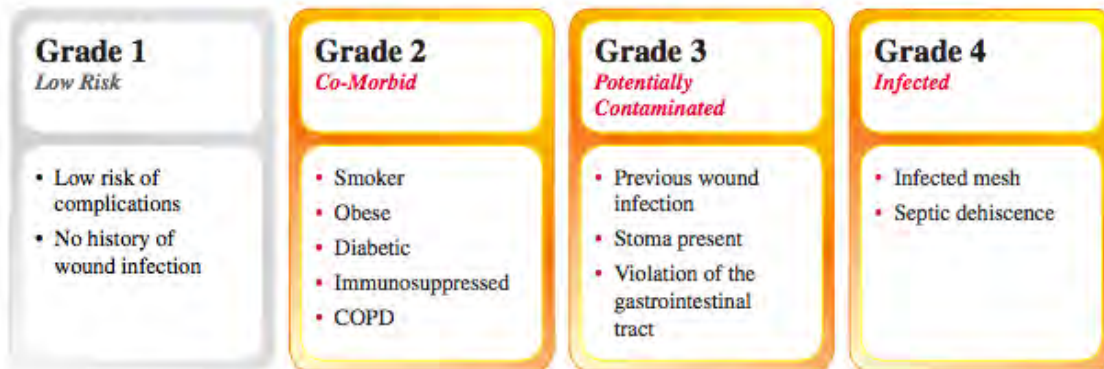 Grade 1
Low Risk
• Low risk of
complications
• No history of
wound infection
Grade 2
Co-Morbid
• Smoker
• Obese
• Diabetic
• Immunosuppressed
• COPD
Grade 3
Potentially
Contaminated
• Previous wound
infection
• Stoma present
• Violation of the
gastrointestinal
tract
Grade 4
Infected
• Infected mesh
• Septic dehiscence